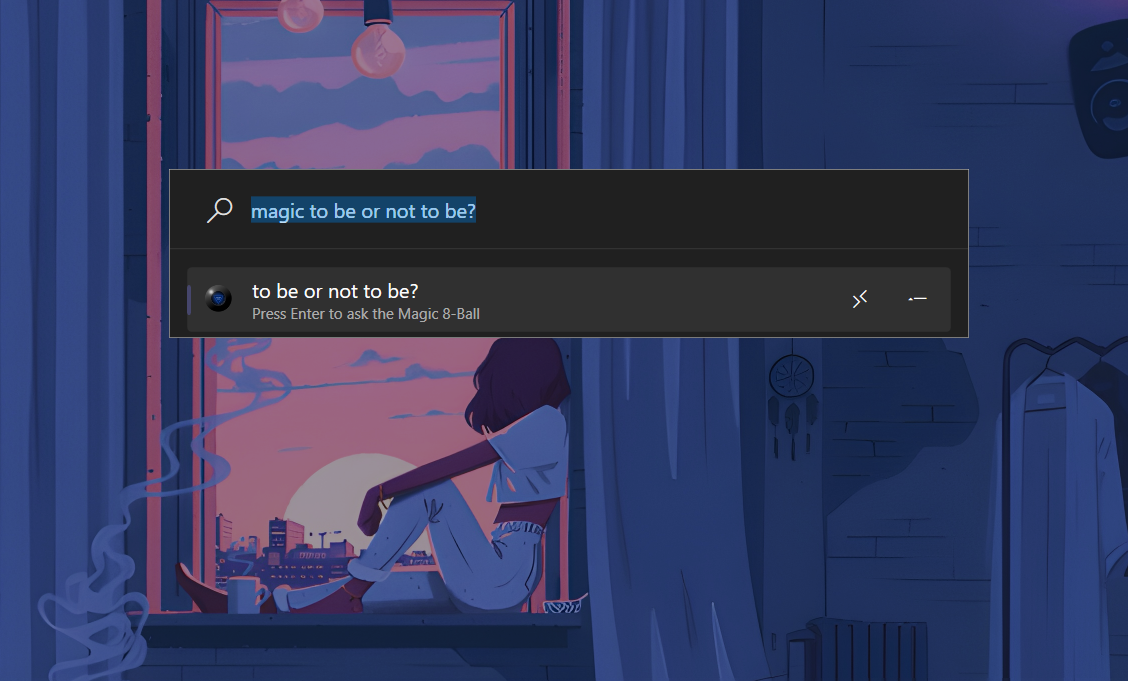 magic to be or not to be?
to be or not to be?
Press Enter to ask the Magic 8-Ball